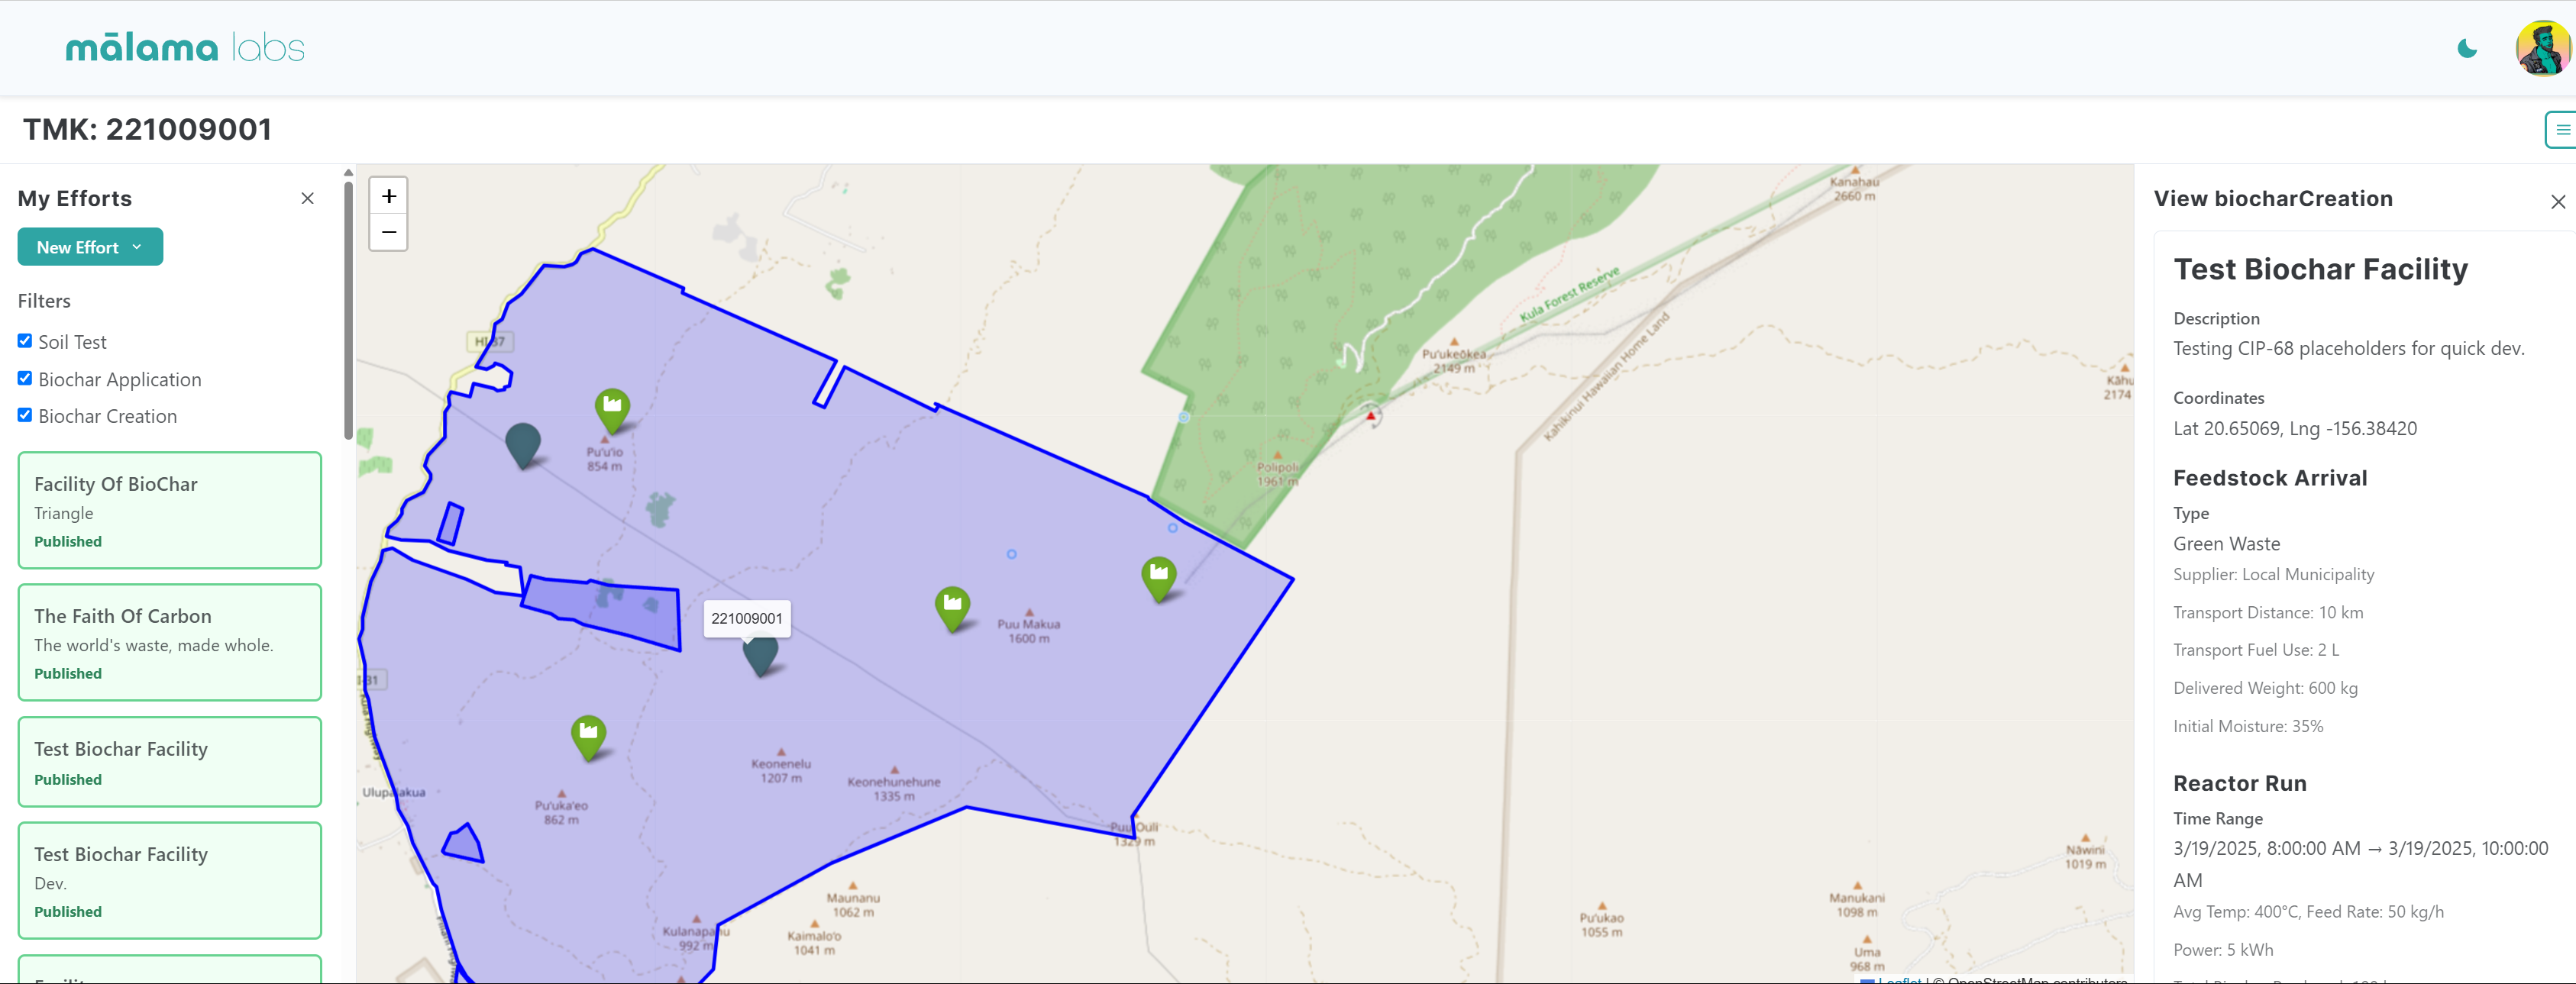 mālama labs
TMK: 221009001
My Efforts
New Effort
Filters
Soil Test
Biochar Application
Biochar Creation
Facility Of BioChar
Triangle
Published
The Faith Of Carbon
The world's waste, made whole.
Published
Test Biochar Facility
Published
Test Biochar Facility
Dev.
Published
+
−
HI 37
Pu'u'io
854 m
221009001
Puu Makua
1600 m
Keonenelu
1207 m
Keonehunehune
1335 m
Ulupalakua
Pu'uka'eo
862 m
Puu Ouli
1329 m
Maunanu
1062 m
Kulanapahu
992 m
Kaimalo'o
1041 m
Kanahau
2660 m
Kula Forest Reserve
Pu'ukeōkea
2149 m
Kahikinui Hawaiian Home Land
Polipoli
1961 m
Kāhu
2174
Pu'ukao
1055 m
Manukani
1098 m
Uma
968 m
Nāwini
1019 m
Leaflet | © OpenStreetMap contributors
View biocharCreation
Test Biochar Facility
Description
Testing CIP-68 placeholders for quick dev.
Coordinates
Lat 20.65069, Lng -156.38420
Feedstock Arrival
Type
Green Waste
Supplier: Local Municipality
Transport Distance: 10 km
Transport Fuel Use: 2 L
Delivered Weight: 600 kg
Initial Moisture: 35%
Reactor Run
Time Range
3/19/2025, 8:00:00 AM → 3/19/2025, 10:00:00
AM
Avg Temp: 400°C, Feed Rate: 50 kg/h
Power: 5 kWh